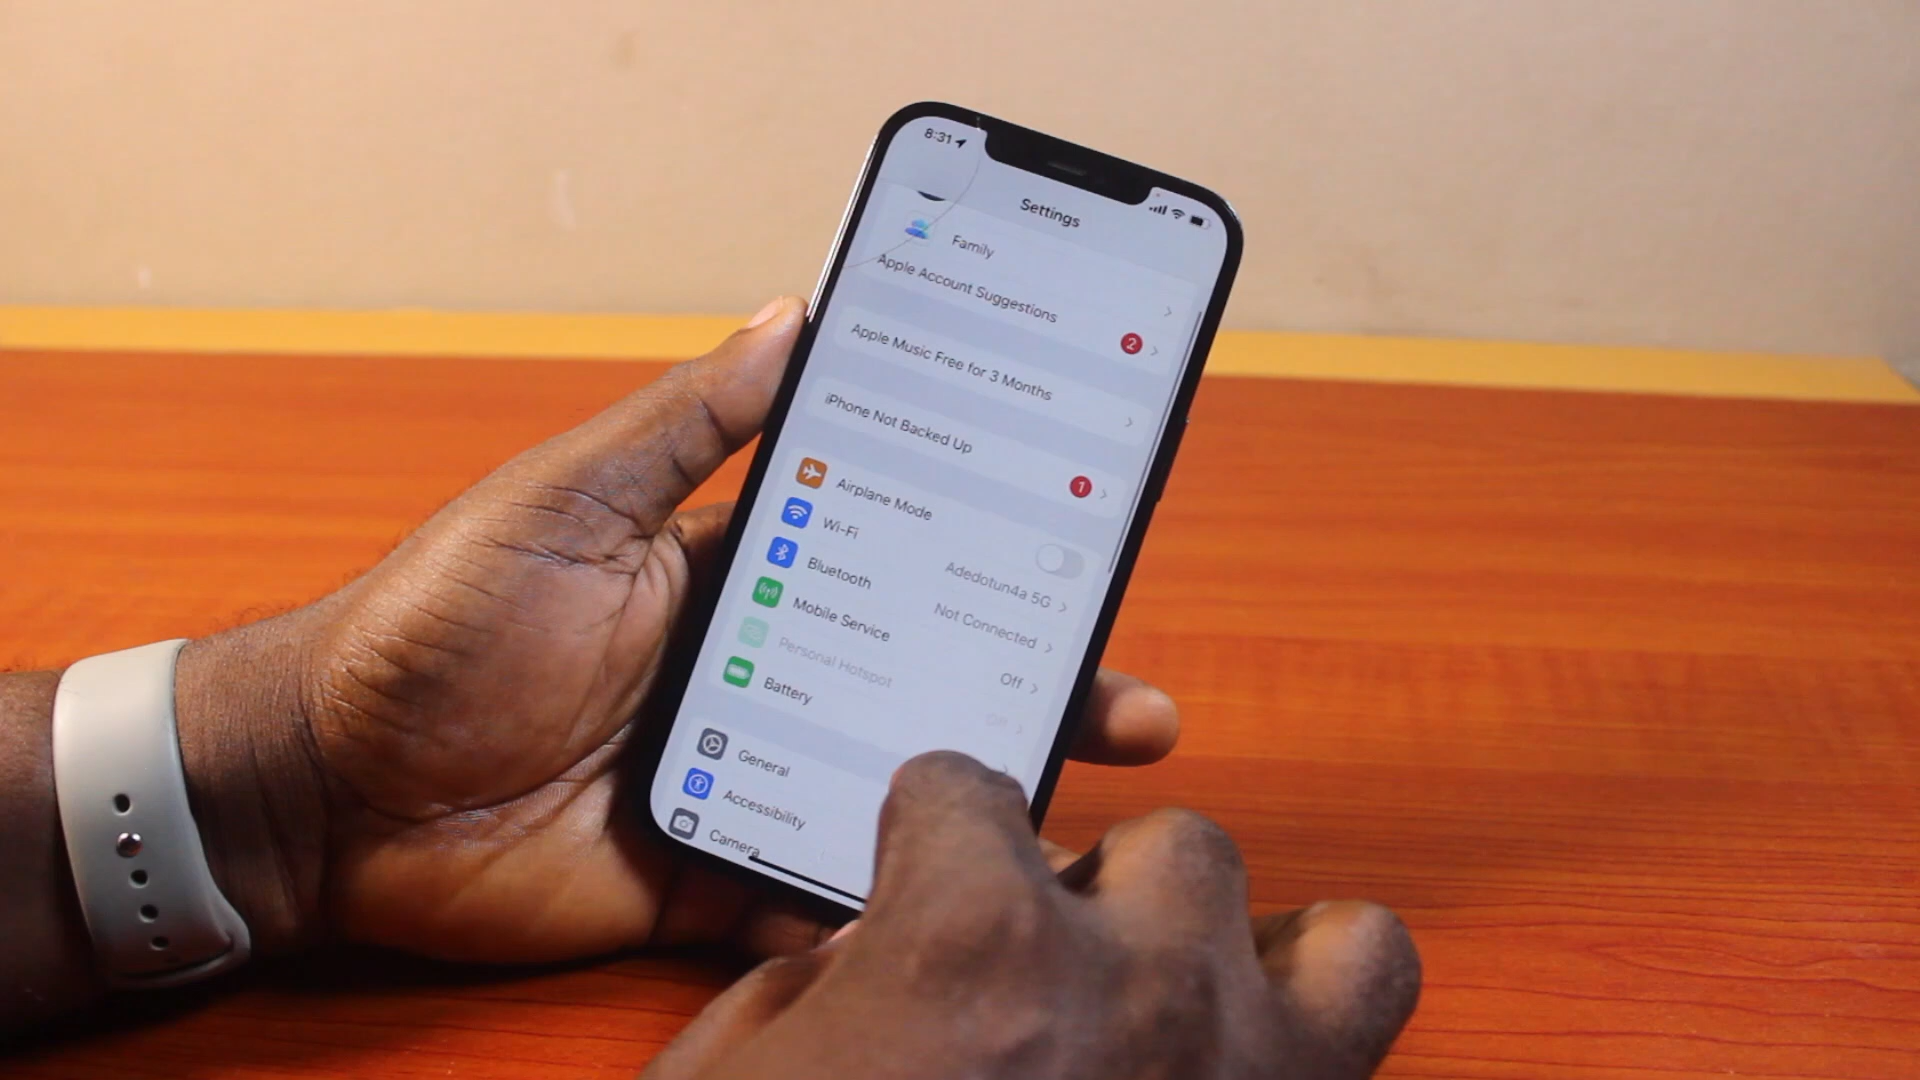 8:31
Settings
Family
Apple Account Suggestions
2
Apple Music Free for 3 Months
iPhone Not Backed Up
1
Airplane Mode
Wi-Fi
Adedotun4a 5G
Bluetooth
Not Connected
Mobile Service
Off
Personal Hotspot
Off
Battery
General
Accessibility
Camera